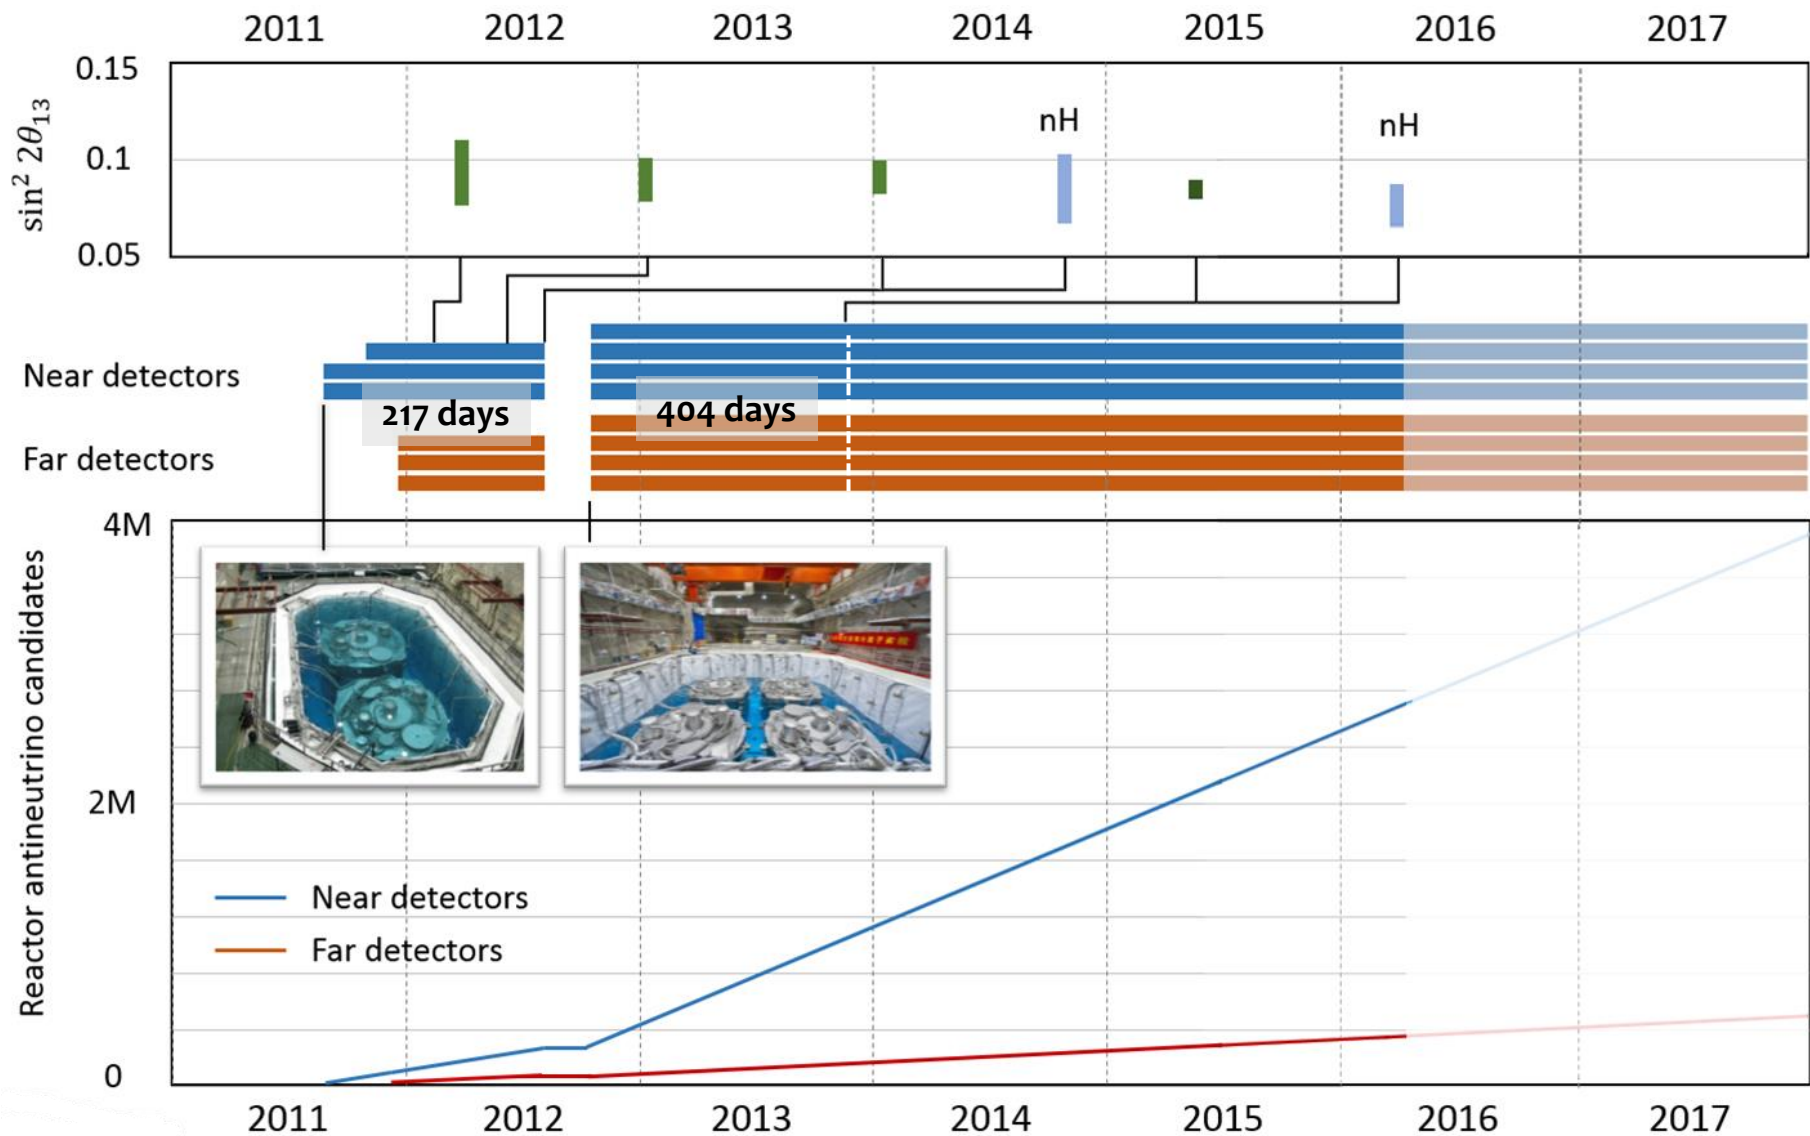 2011 2012 2013 2014 2015 2016 2017
0.15
0.1
0.05
sin² 2θ₁₃
nH
nH
Near detectors
217 days
404 days
Far detectors
4M
2M
0
Reactor antineutrino candidates
Near detectors
Far detectors
2011 2012 2013 2014 2015 2016 2017